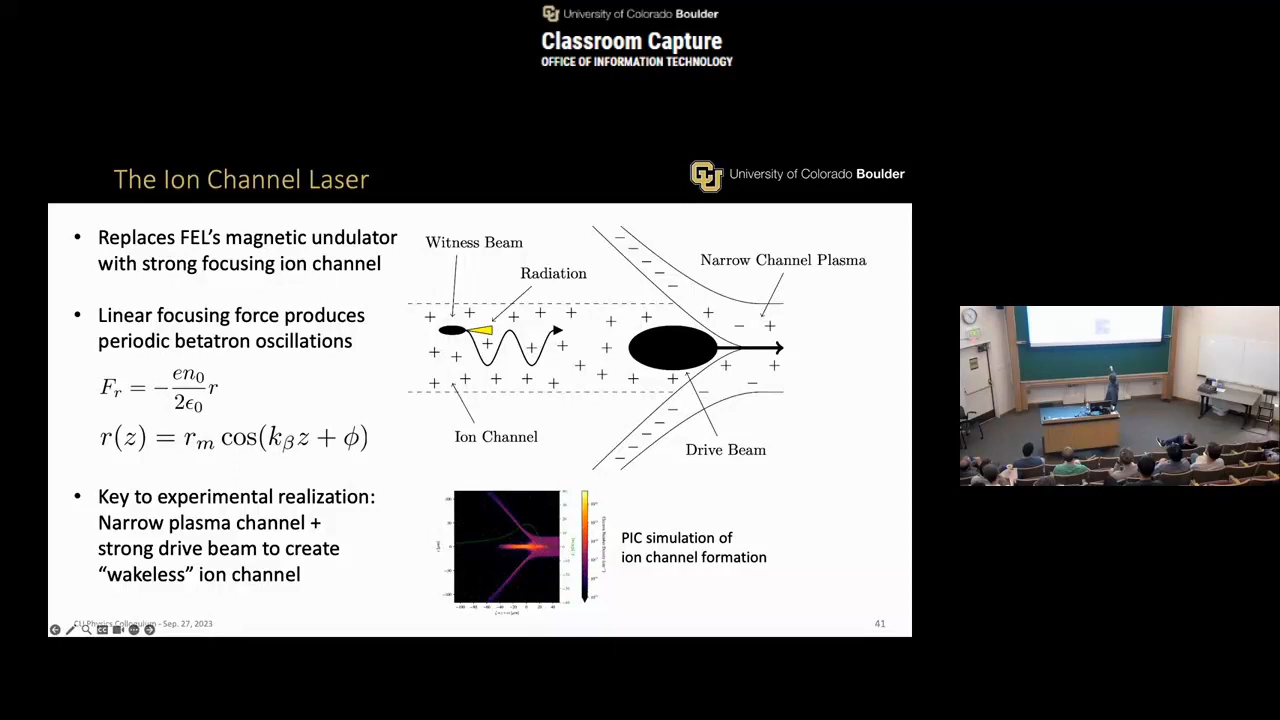 University of Colorado Boulder
Classroom Capture
OFFICE OF INFORMATION TECHNOLOGY
The Ion Channel Laser
University of Colorado Boulder
• Replaces FEL's magnetic undulator
with strong focusing ion channel
• Linear focusing force produces
periodic betatron oscillations
F_r = -\frac{en_0}{2\epsilon_0}r
r(z) = r_m cos(k_βz + ϕ)
• Key to experimental realization:
Narrow plasma channel +
strong drive beam to create
“wakeless” ion channel
Witness Beam
Radiation
Narrow Channel Plasma
Ion Channel
Drive Beam
PIC simulation of
ion channel formation
CU Physics Colloquium - Sep. 27, 2023
41